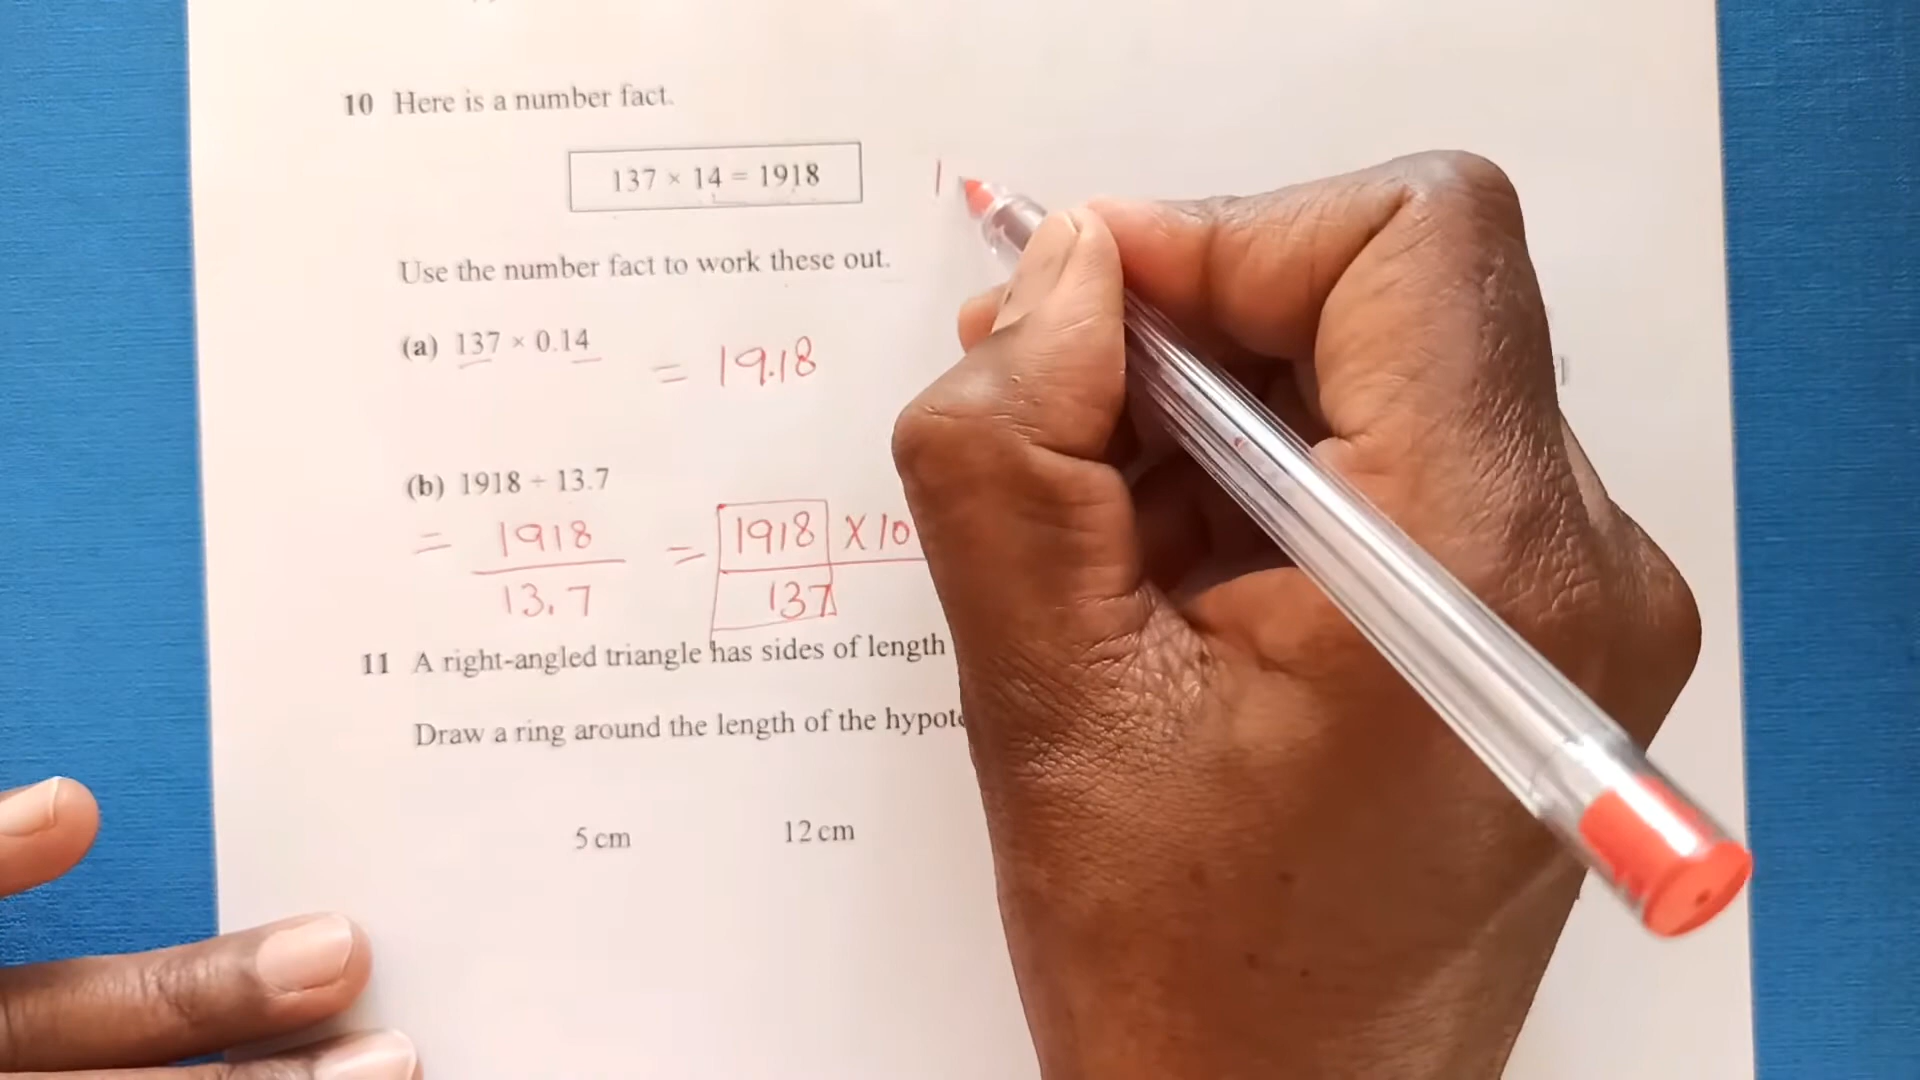 10 Here is a number fact.
137 × 14 = 1918
Use the number fact to work these out.
(a) 137 × 0.14
= 19.18
(b) 1918 ÷ 13.7
= 1918 / 13.7 = 1918 × 10 / 137
11 A right-angled triangle has sides of length
Draw a ring around the length of the
5 cm 12 cm